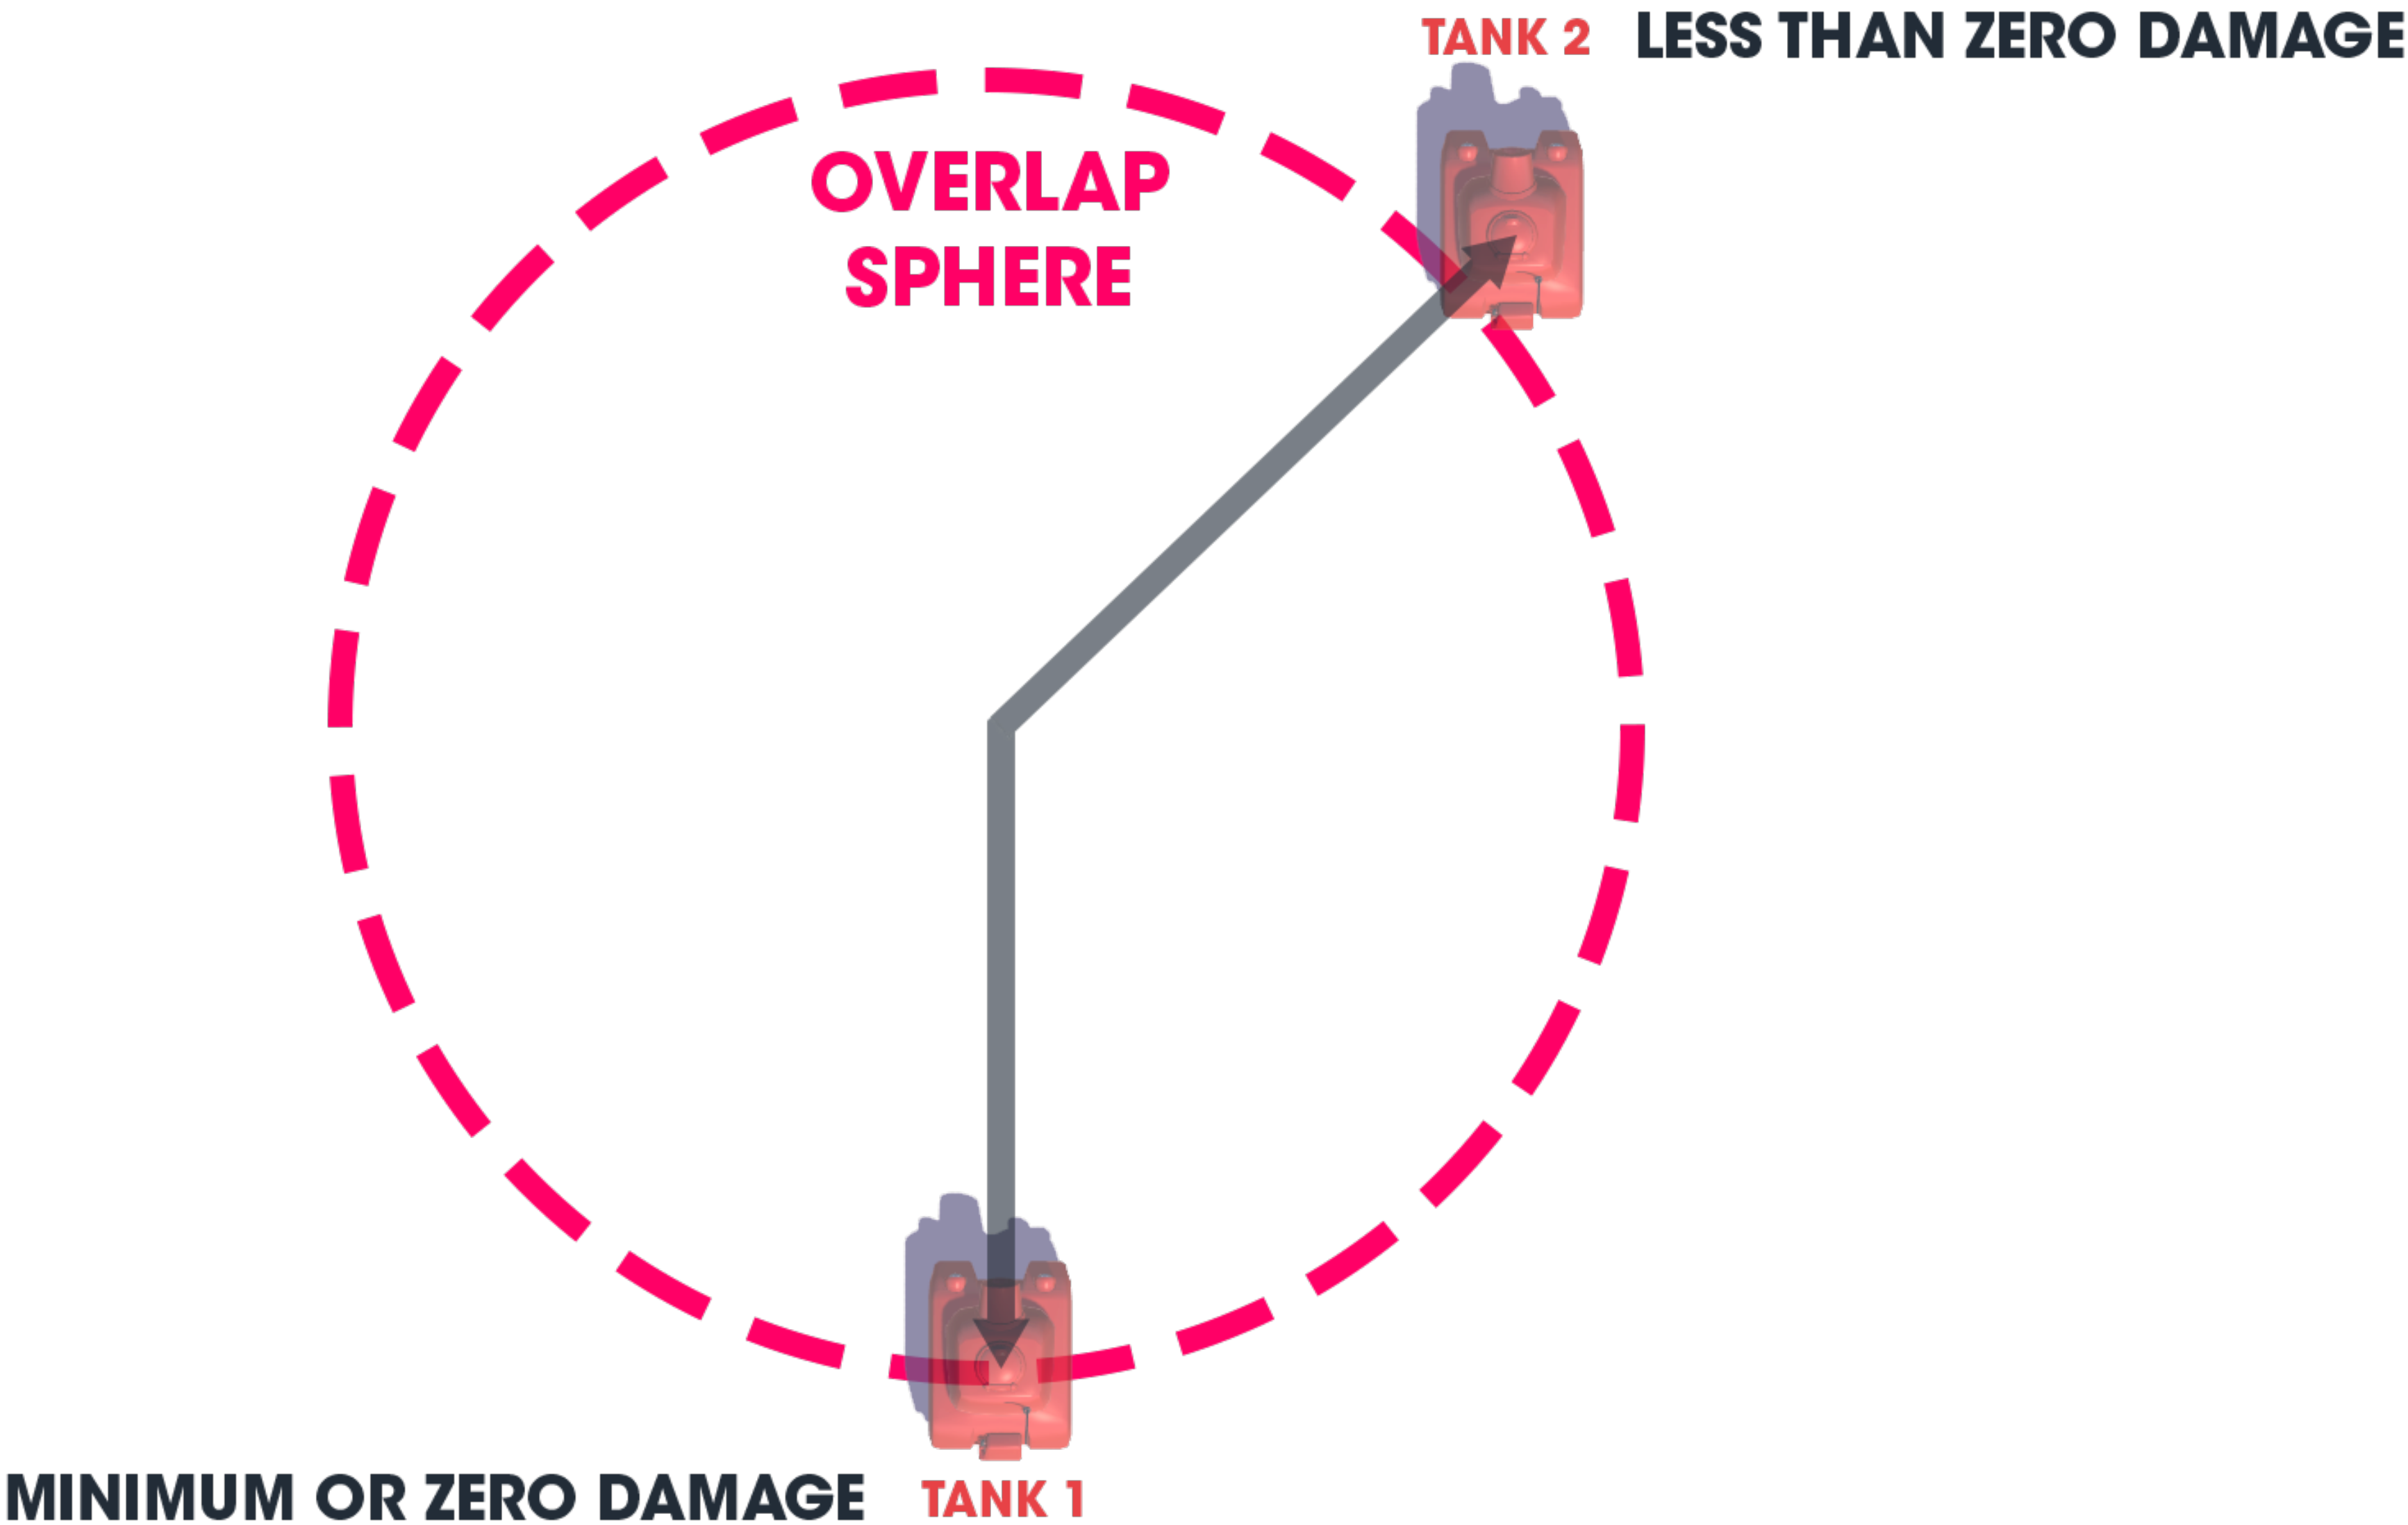 TANK 2 LESS THAN ZERO DAMAGE
OVERLAP
SPHERE
MINIMUM OR ZERO DAMAGE TANK 1